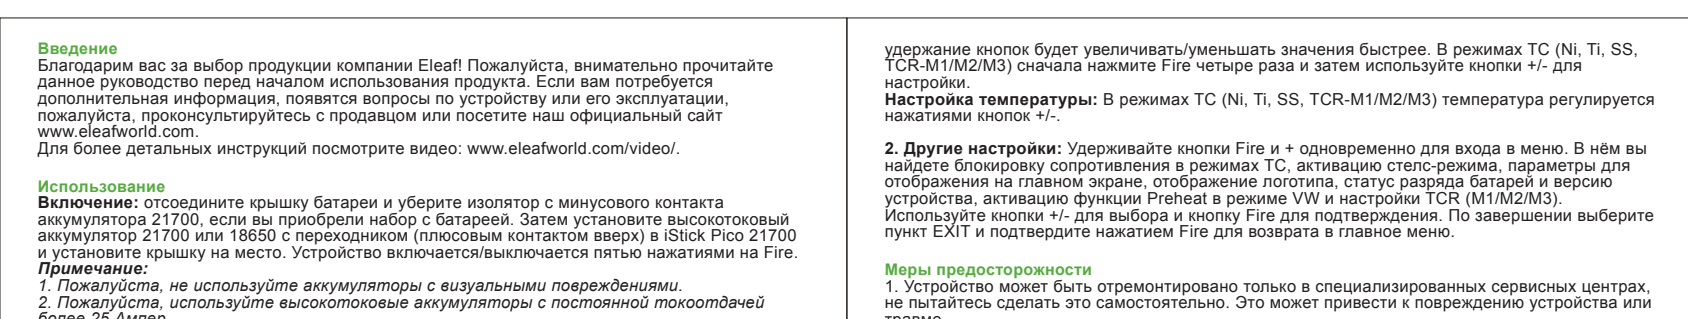 Введение
Благодарим вас за выбор продукции компании Eleaf! Пожалуйста, внимательно прочитайте
данное руководство перед началом использования продукта. Если вам потребуется
дополнительная информация, появятся вопросы по устройству или его эксплуатации,
пожалуйста, проконсультируйтесь с продавцом или посетите наш официальный сайт
www.eleafworld.com.
Для более детальных инструкций посмотрите видео: www.eleafworld.com/video/.
Использование
Включение: отсоедините крышку батареи и уберите изолятор с минусового контакта
аккумулятора 21700, если вы приобрели набор с батареей. Затем установите высокотоковый
аккумулятор 21700 или 18650 с переходником (плюсовым контактом вверх) в iStick Pico 21700
и установите крышку на место. Устройство включается/выключается пятью нажатиями на Fire.
Примечание:
1. Пожалуйста, не используйте аккумуляторы с визуальными повреждениями.
2. Пожалуйста, используйте высокотоковые аккумуляторы с постоянной токоотдачей
более 25 Ампер
удержание кнопок будет увеличивать/уменьшать значения быстрее. В режимах TC (Ni, Ti, SS,
TCR-M1/M2/M3) сначала нажмите Fire четыре раза и затем используйте кнопки +/- для
настройки.
Настройка температуры: В режимах TC (Ni, Ti, SS, TCR-M1/M2/M3) температура регулируется
нажатиями кнопок +/-.
2. Другие настройки: Удерживайте кнопки Fire и + одновременно для входа в меню. В нём вы
найдете блокировку сопротивления в режимах TC, активацию стелс-режима, параметры для
отображения на главном экране, отображение логотипа, статус разряда батарей и версию
устройства, активацию функции Preheat в режиме VW и настройки TCR (M1/M2/M3).
Используйте кнопки +/- для выбора и кнопку Fire для подтверждения. По завершении выберите
пункт EXIT и подтвердите нажатием Fire для возврата в главное меню.
Меры предосторожности
1. Устройство может быть отремонтировано только в специализированных сервисных центрах,
не пытайтесь сделать это самостоятельно. Это может привести к повреждению устройства или
травме